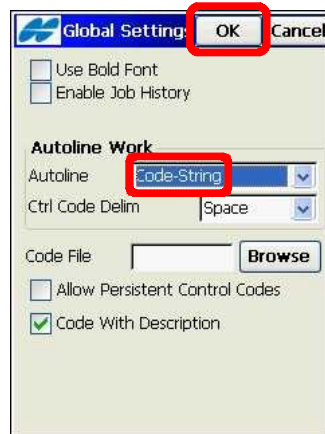 Global Settings OK Cancel
Use Bold Font
Enable Job History
Autoline Work
Autoline Code-String
Ctrl Code Delim Space
Code File Browse
Allow Persistent Control Codes
Code With Description